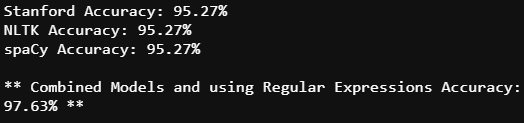 Stanford Accuracy: 95.27%
NLTK Accuracy: 95.27%
spaCy Accuracy: 95.27%
** Combined Models and using Regular Expressions Accuracy:
97.63% **